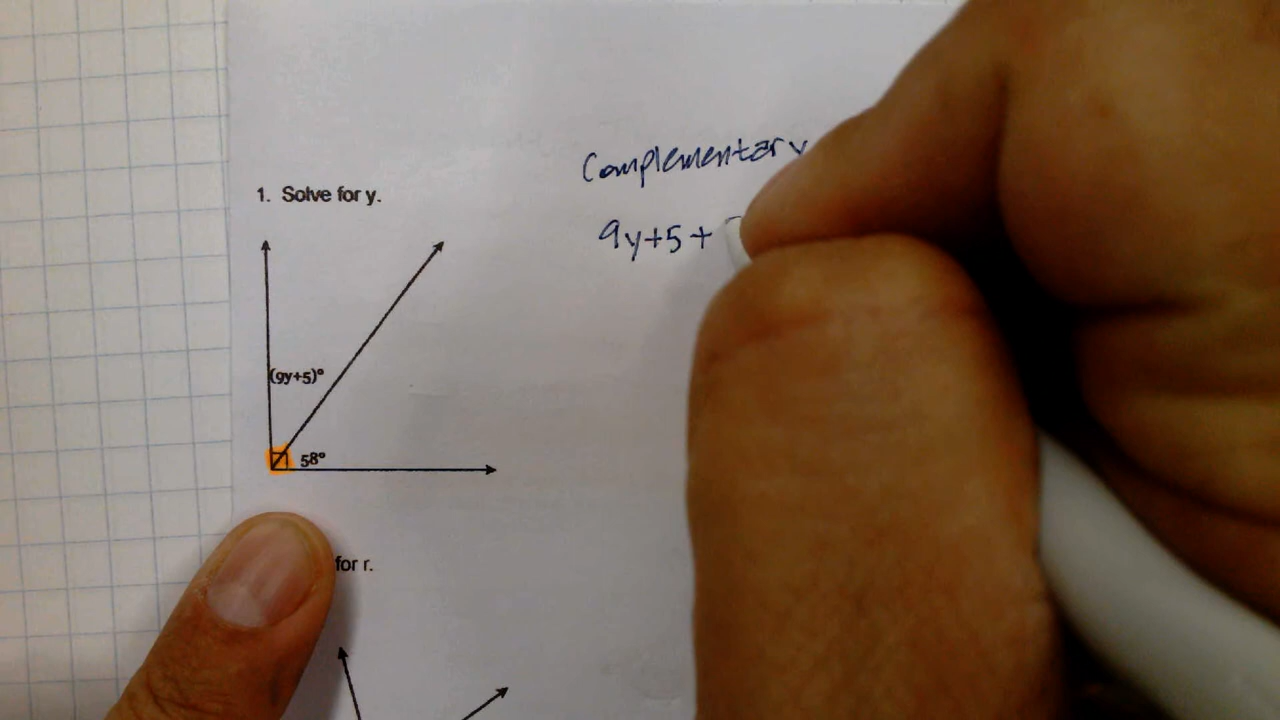 Complementary
1. Solve for y.
9y+5+
(9y+5)°
58°
for r.